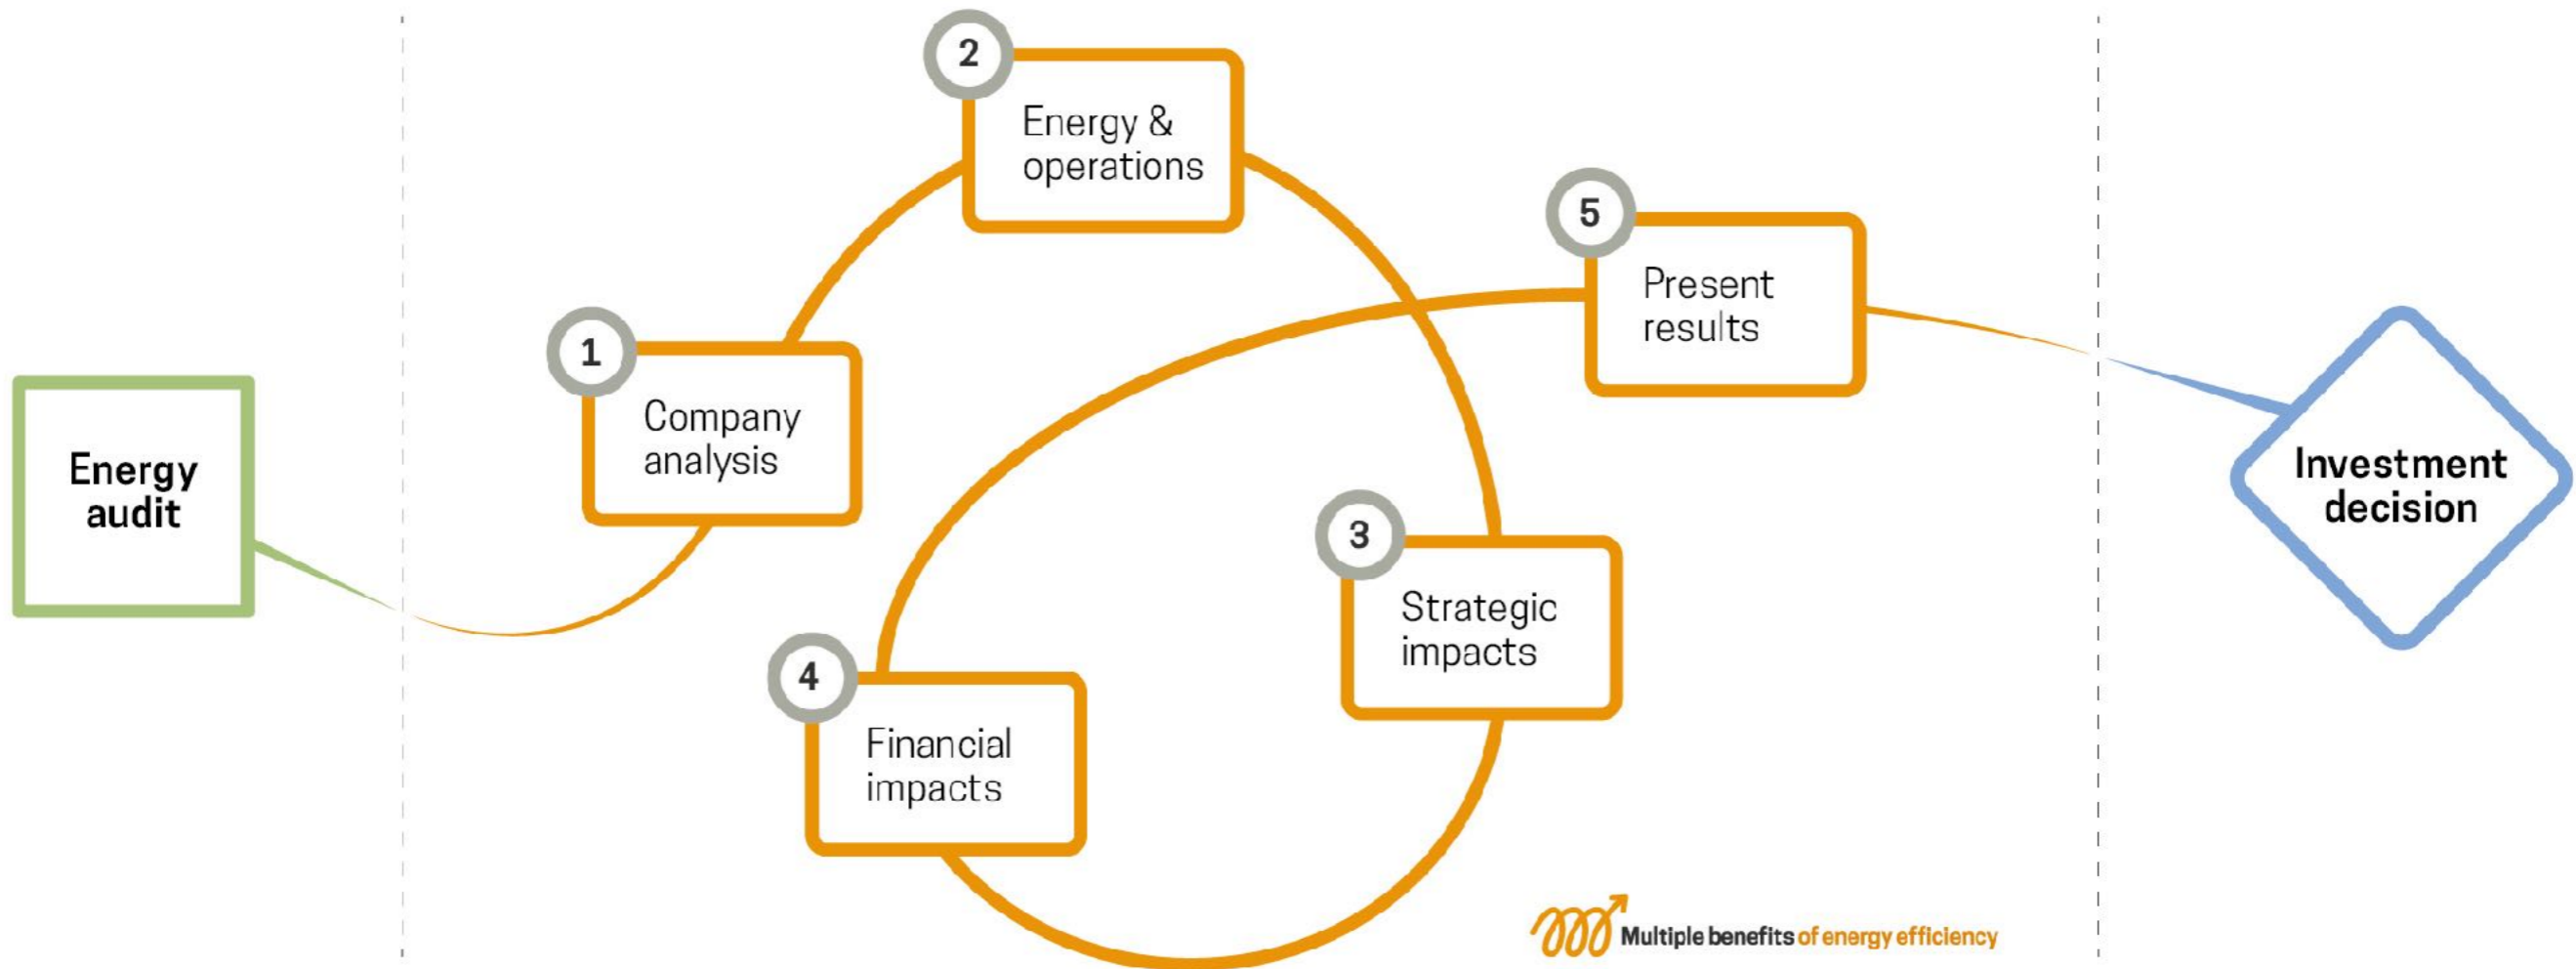 Energy
audit
1
Company
analysis
2
Energy &
operations
3
Strategic
impacts
4
Financial
impacts
5
Present
results
Investment
decision
Multiple benefits of energy efficiency